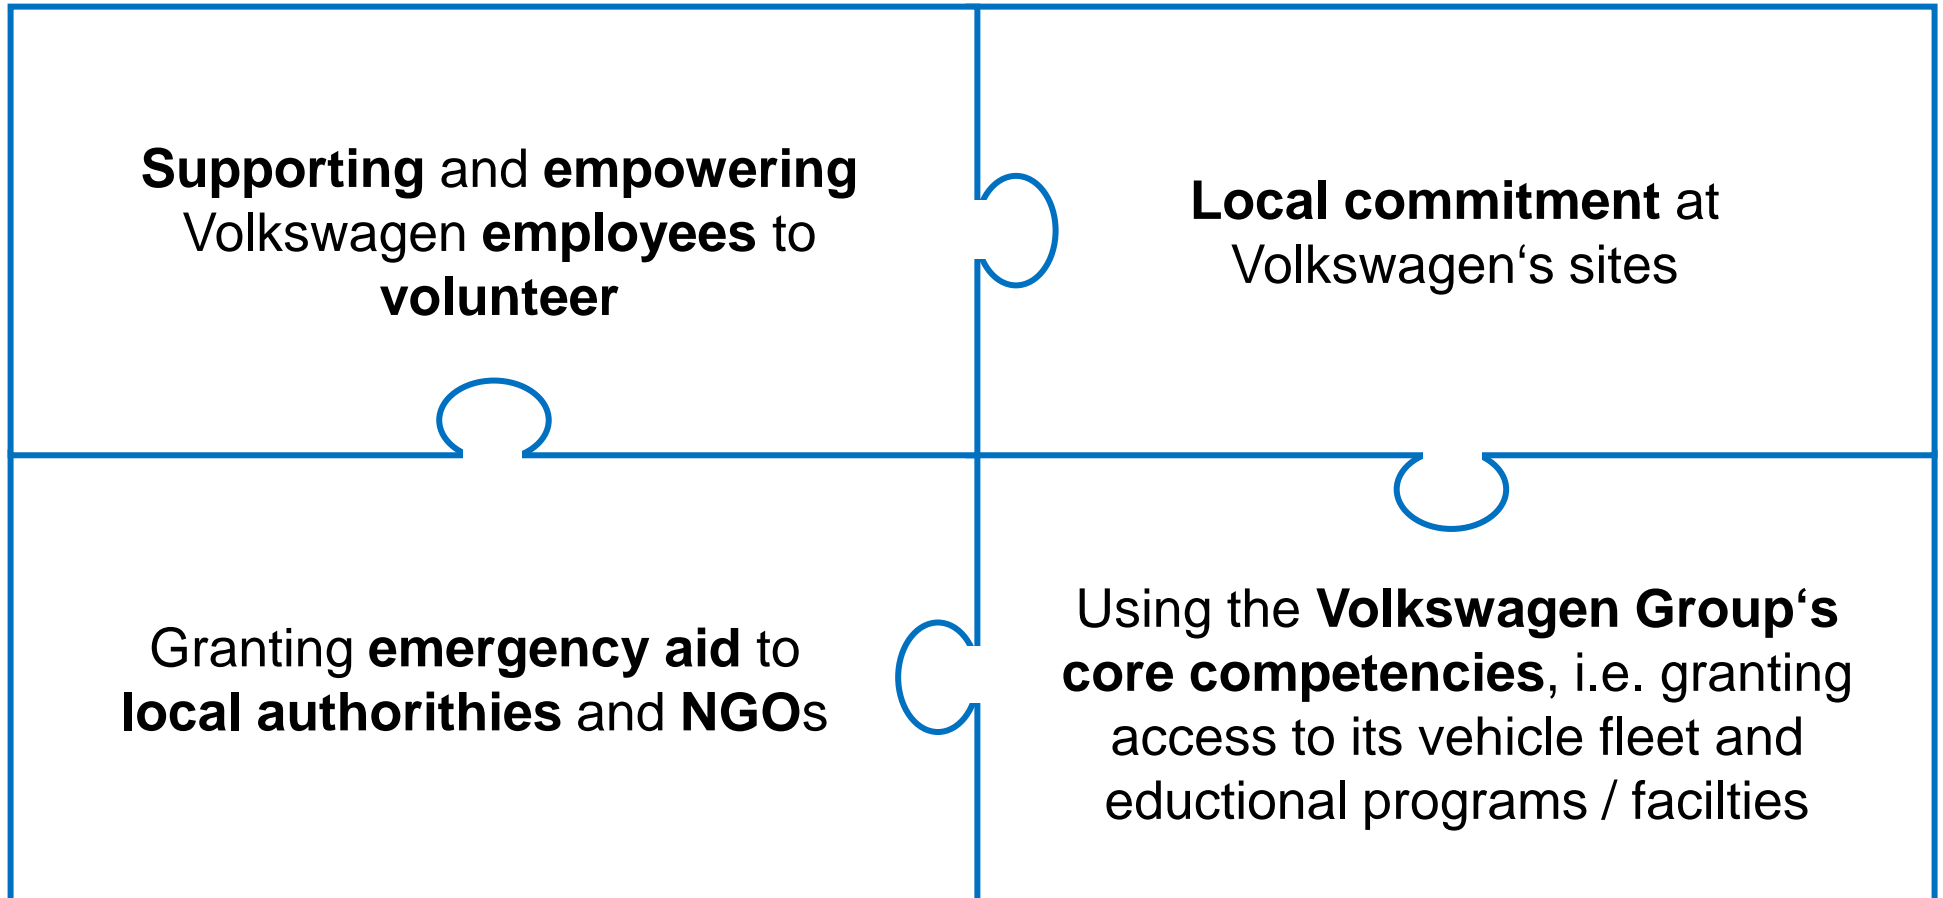 Supporting and empowering
Volkswagen employees to
volunteer
Local commitment at
Volkswagen‘s sites
Granting emergency aid to
local authorithies and NGOs
Using the Volkswagen Group‘s
core competencies, i.e. granting
access to its vehicle fleet and
eductional programs / facilties